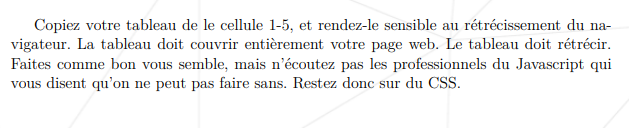 Copiez votre tableau de le cellule 1-5, et rendez-le sensible au rétrécissement du na-
vigateur. La tableau doit couvrir entièrement votre page web. Le tableau doit rétrécir.
Faites comme bon vous semble, mais n'écoutez pas les professionnels du Javascript qui
vous disent qu'on ne peut pas faire sans. Restez donc sur du CSS.